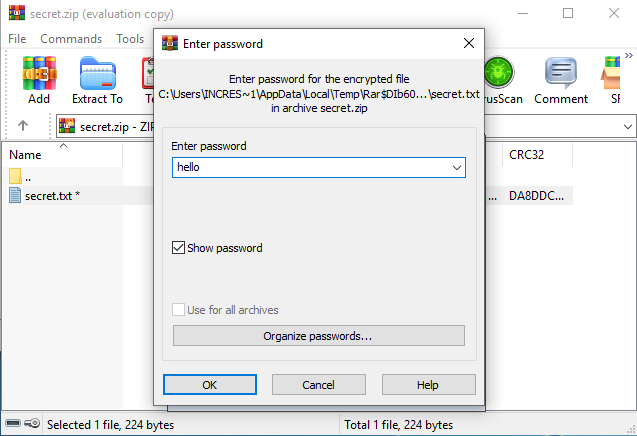 secret.zip (evaluation copy)
File Commands Tools
Add
Extract To
Comment
secret.zip - ZIP
Name
CRC32
..
secret.txt *
...
DA8DDC...
Enter password
Enter password for the encrypted file
C:\Users\INCRES~1\AppData\Local\Temp\Rar$DIb60...\secret.txt
in archive secret.zip
Enter password
hello
Show password
Use for all archives
Organize passwords...
OK
Cancel
Help
Selected 1 file, 224 bytes
Total 1 file, 224 bytes